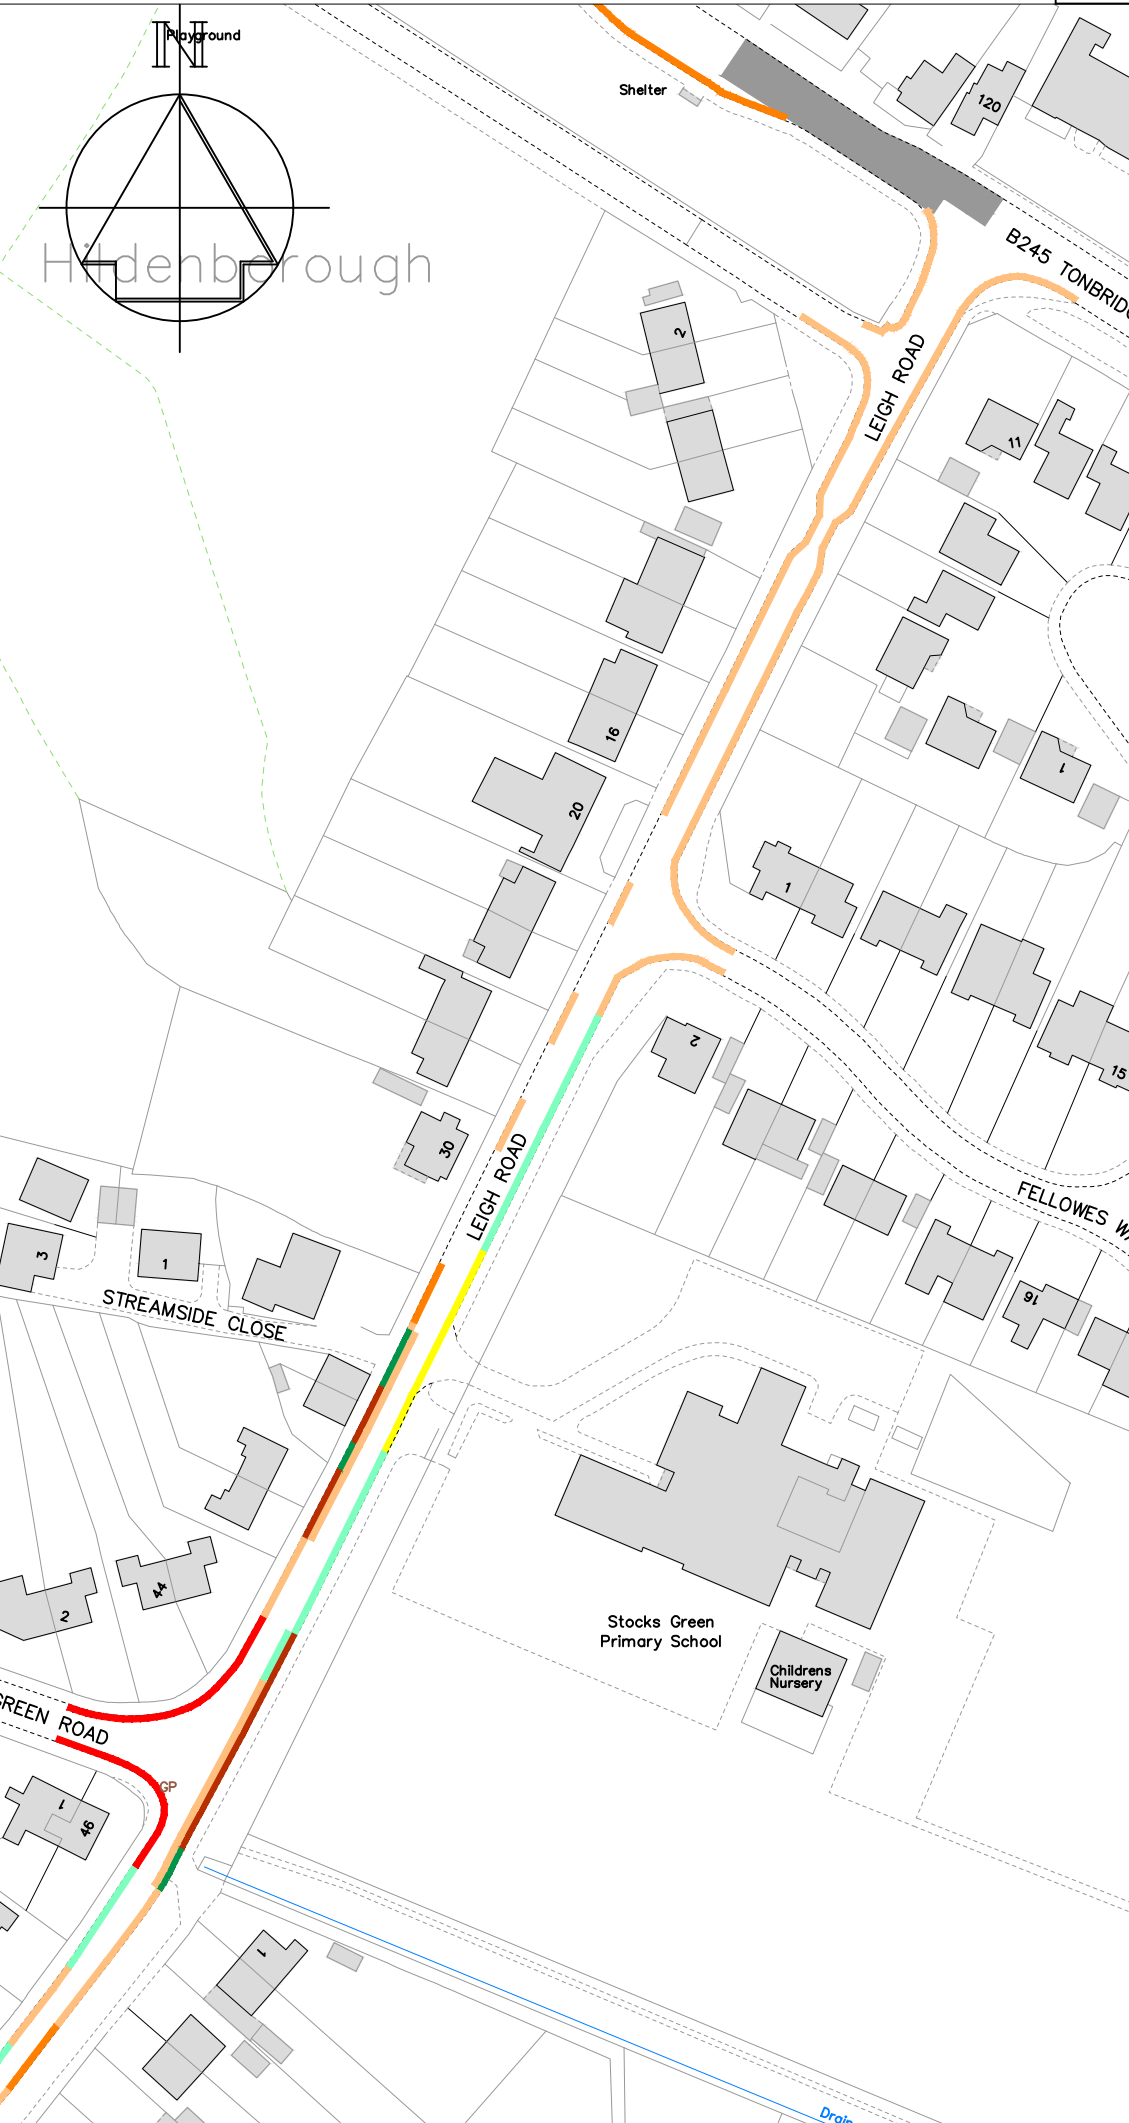 N
Playground
Shelter
120
Hildenborough
B245 TONBRIDG
LEIGH ROAD
2
11
16
20
1
1
2
15
30
LEIGH ROAD
FELLOWES W
3
1
STREAMSIDE CLOSE
16
44
2
Stocks Green
Primary School
Childrens
Nursery
GREEN ROAD
GP
1
46
1
Drain